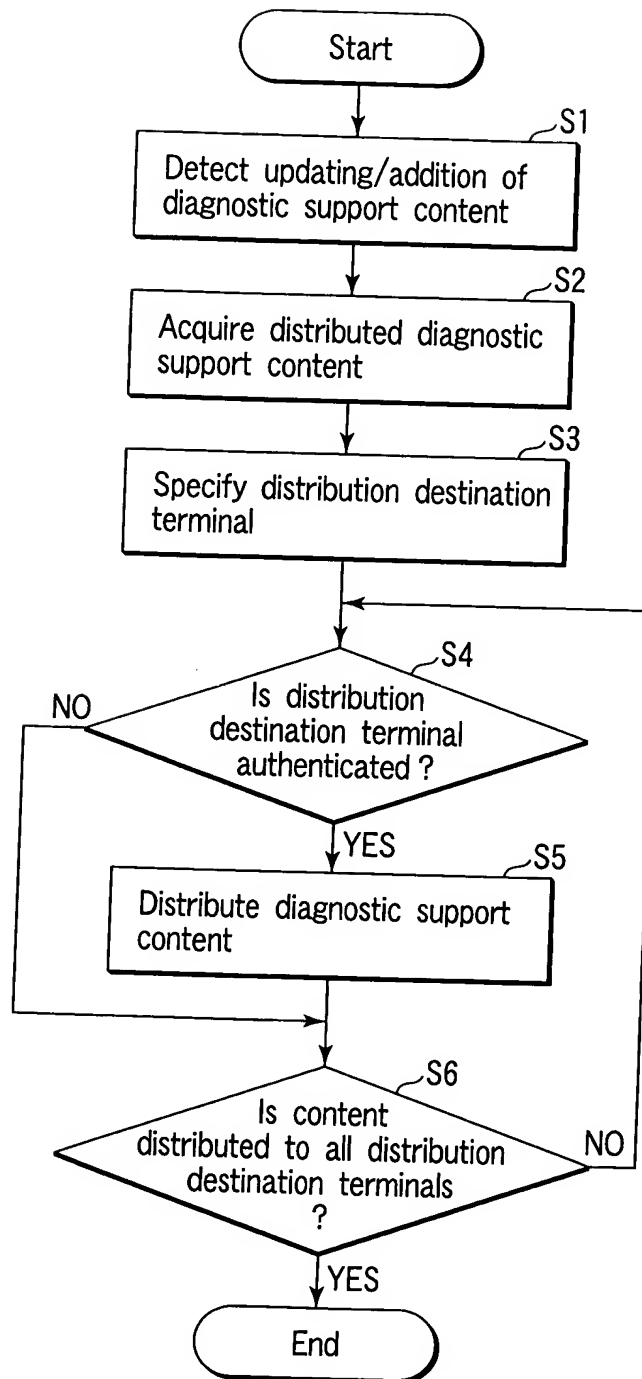 Start
S1
Detect updating/addition of
diagnostic support content
S2
Acquire distributed diagnostic
support content
S3
Specify distribution destination
terminal
S4
Is distribution
destination terminal
authenticated ?
NO
YES
S5
Distribute diagnostic support
content
S6
Is content
distributed to all distribution
destination terminals
?
NO
YES
End